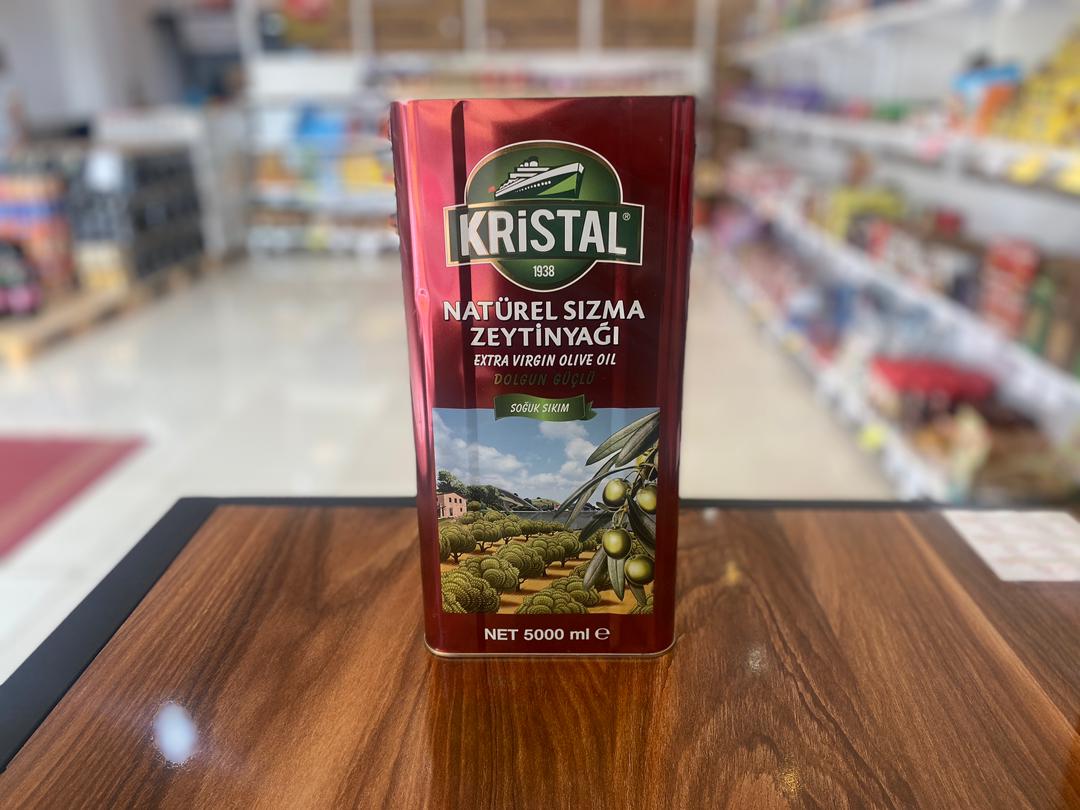 KRiSTAL®
1938
NATÜREL SIZMA
ZEYTİNYAĞI
EXTRA VIRGIN OLIVE OIL
DOLGUN GÜÇLÜ
SOĞUK SIKIM
NET 5000 ml ℮